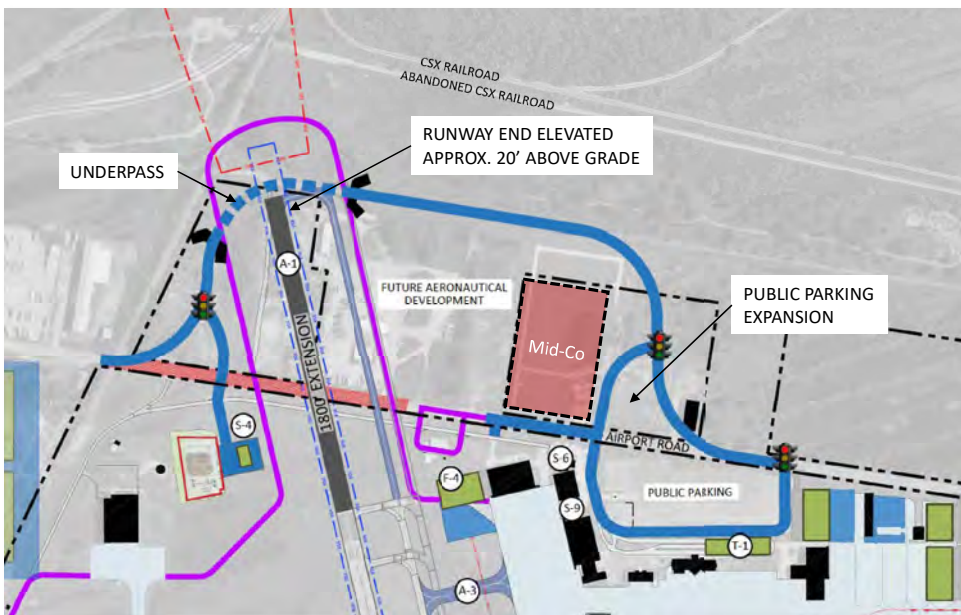 CSX RAILROAD
ABANDONED CSX RAILROAD
RUNWAY END ELEVATED
APPROX. 20' ABOVE GRADE
UNDERPASS
A-1
FUTURE AERONAUTICAL
DEVELOPMENT
PUBLIC PARKING
EXPANSION
Mid-Co
1800' EXTENSION
S-4
AIRPORT ROAD
S-6
F-4
PUBLIC PARKING
S-9
T-1
A-3